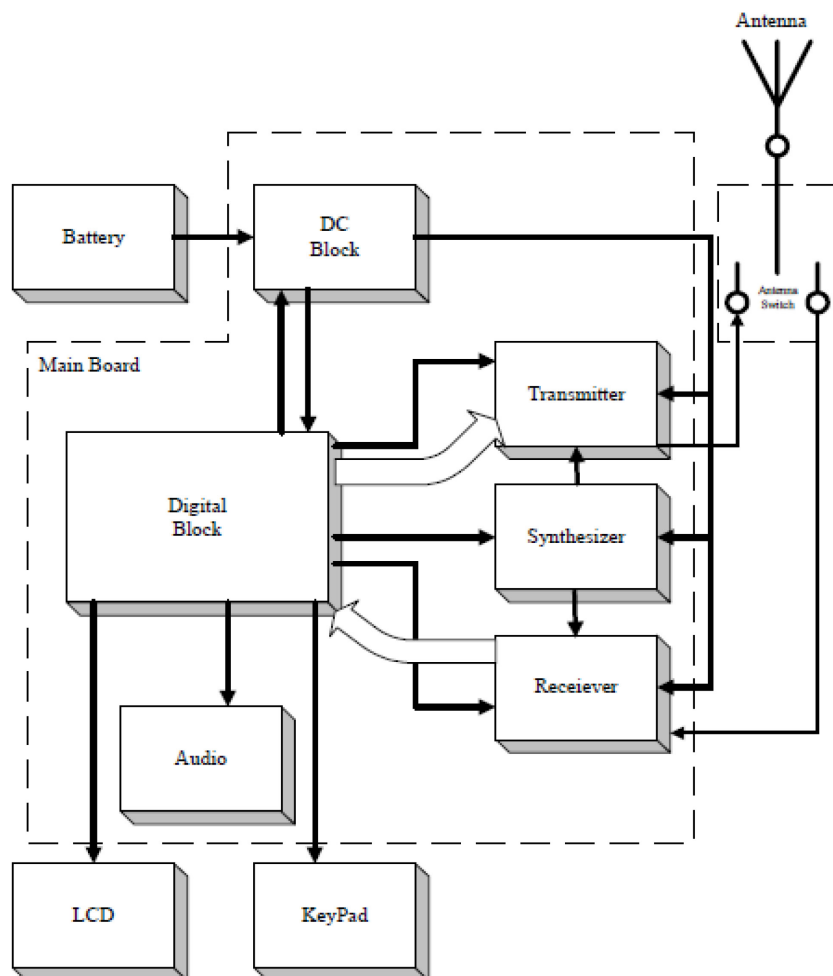 Antenna
Battery
DC
Block
Antenna
Switch
Main Board
Transmitter
Digital
Block
Synthesizer
Receiever
Audio
LCD
KeyPad